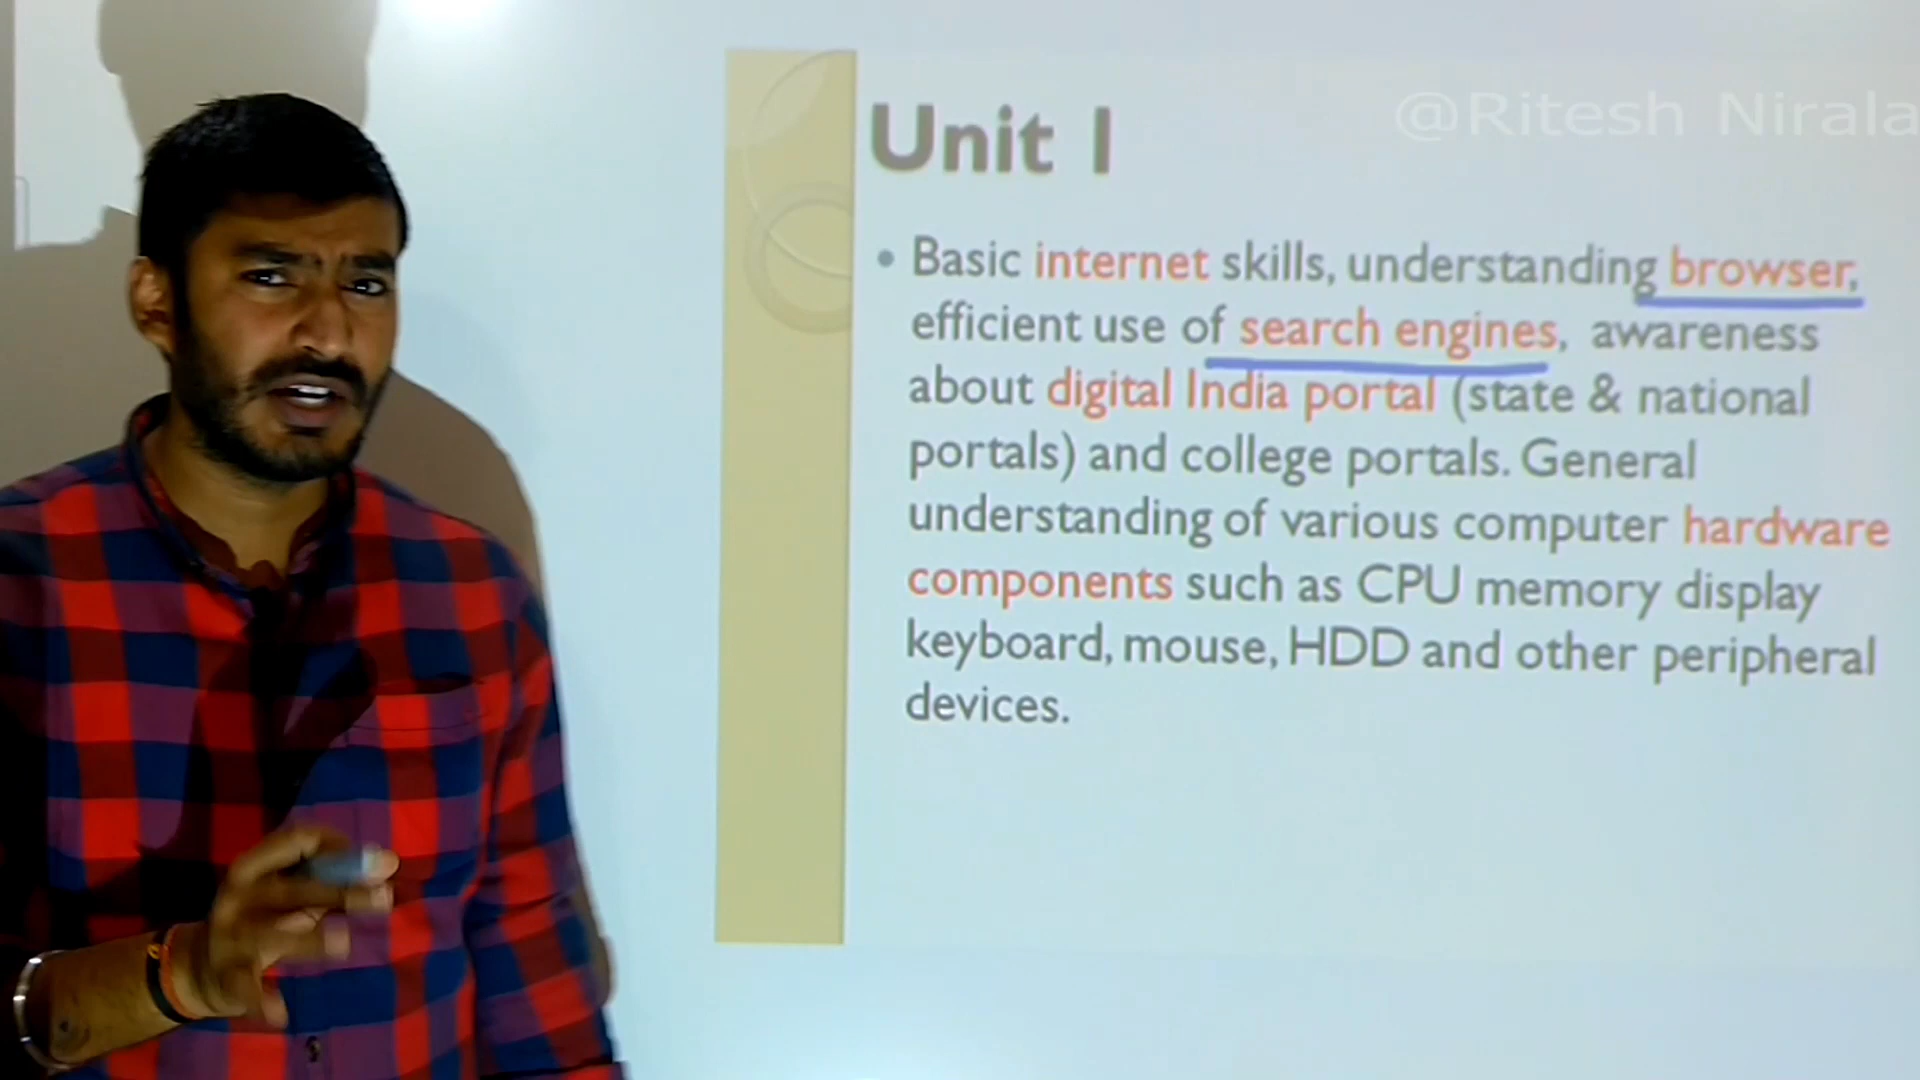 @Ritesh Nirala
Unit I
• Basic internet skills, understanding browser,
efficient use of search engines, awareness
about digital India portal (state & national
portals) and college portals. General
understanding of various computer hardware
components such as CPU memory display
keyboard, mouse, HDD and other peripheral
devices.